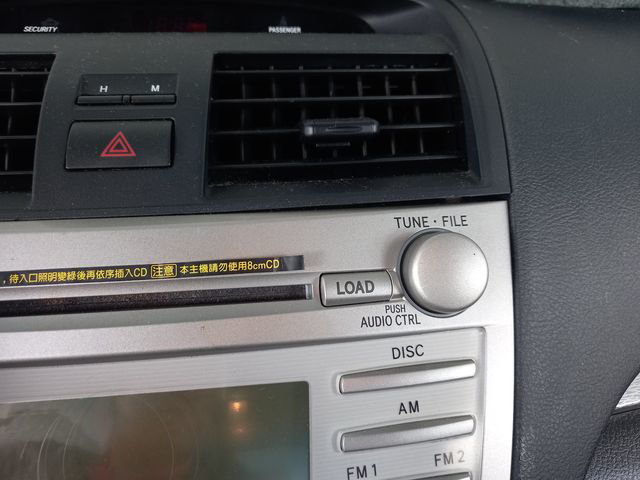 SECURITY
PASSENGER
H M
TUNE · FILE
，待入口照明變綠後再依序插入CD 注意 本主機請勿使用8cmCD
LOAD
PUSH
AUDIO CTRL
DISC
AM
FM 1 FM 2